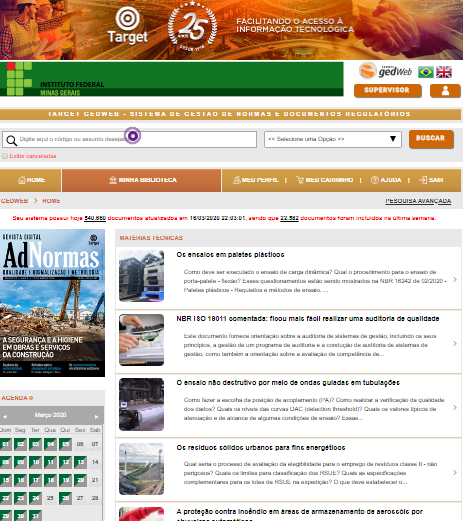 Target
25
ANOS
DESDE 1994
FACILITANDO O ACESSO À
INFORMAÇÃO TECNOLÓGICA
INSTITUTO FEDERAL
MINAS GERAIS
gedWeb
SUPERVISOR
TARGET GEDWEB - SISTEMA DE GESTÃO DE NORMAS E DOCUMENTOS REGULATÓRIOS
Digite aqui o código ou assunto desejado
<< Selecione uma Opção >>
BUSCAR
Exibir canceladas
HOME
MINHA BIBLIOTECA
MEU PERFIL |
MEU CARRINHO |
AJUDA |
SAIR
GEDWEB > HOME
PESQUISA AVANÇADA
Seu sistema possui hoje 540.660 documentos atualizados em 16/03/2020 22:03:01, sendo que 22.582 documentos foram incluídos na última semana.
REVISTA DIGITAL
Target
AdNormas
QUALIDADE | NORMALIZAÇÃO | METROLOGIA
A SEGURANÇA E A HIGIENE
EM OBRAS E SERVIÇOS
DA CONSTRUÇÃO
MATÉRIAS TÉCNICAS
Os ensaios em paletes plásticos
Como deve ser executado o ensaio de carga dinâmica? Qual o procedimento para o ensaio de
porta-palete - flexão? Esses questionamentos estão sendo mostrados na NBR 16242 de 02/2020 -
Paletes plásticos - Requisitos e métodos de ensaio. ...
NBR ISO 19011 comentada: ficou mais fácil realizar uma auditoria de qualidade
Este documento fornece orientação sobre a auditoria de sistemas de gestão, incluindo os seus
princípios, a gestão de um programa de auditoria e a condução de auditoria de sistemas de
gestão, como também a orientação sobre a avaliação de competência de...
O ensaio não destrutivo por meio de ondas guiadas em tubulações
Como fazer a escolha da posição de acoplamento (PA)? Como realizar a verificação da qualidade
dos dados? Quais os níveis das curvas DAC (detection threshold)? Quais os valores típicos de
atenuação e de alcance de algumas condições de ensaio? Esses...
Os resíduos sólidos urbanos para fins energéticos
Qual seria o processo de avaliação da elegibilidade para o emprego de resíduos classe II - não
perigosos? Quais os limites para classificação dos RSUE? Quais as especificações
complementares para os lotes de RSUE na expedição? O que deve estabelecer o...
A proteção contra incêndio em áreas de armazenamento de aerossóis por
chuveiros automáticos
AGENDA
Março 2020
Dom Seg Ter Qua Qui Sex Sáb
01 02 03 04 05 06 07
08 09 10 11 12 13 14
15 16 17 18 19 20 21
22 23 24 25 26 27 28
29 30 31